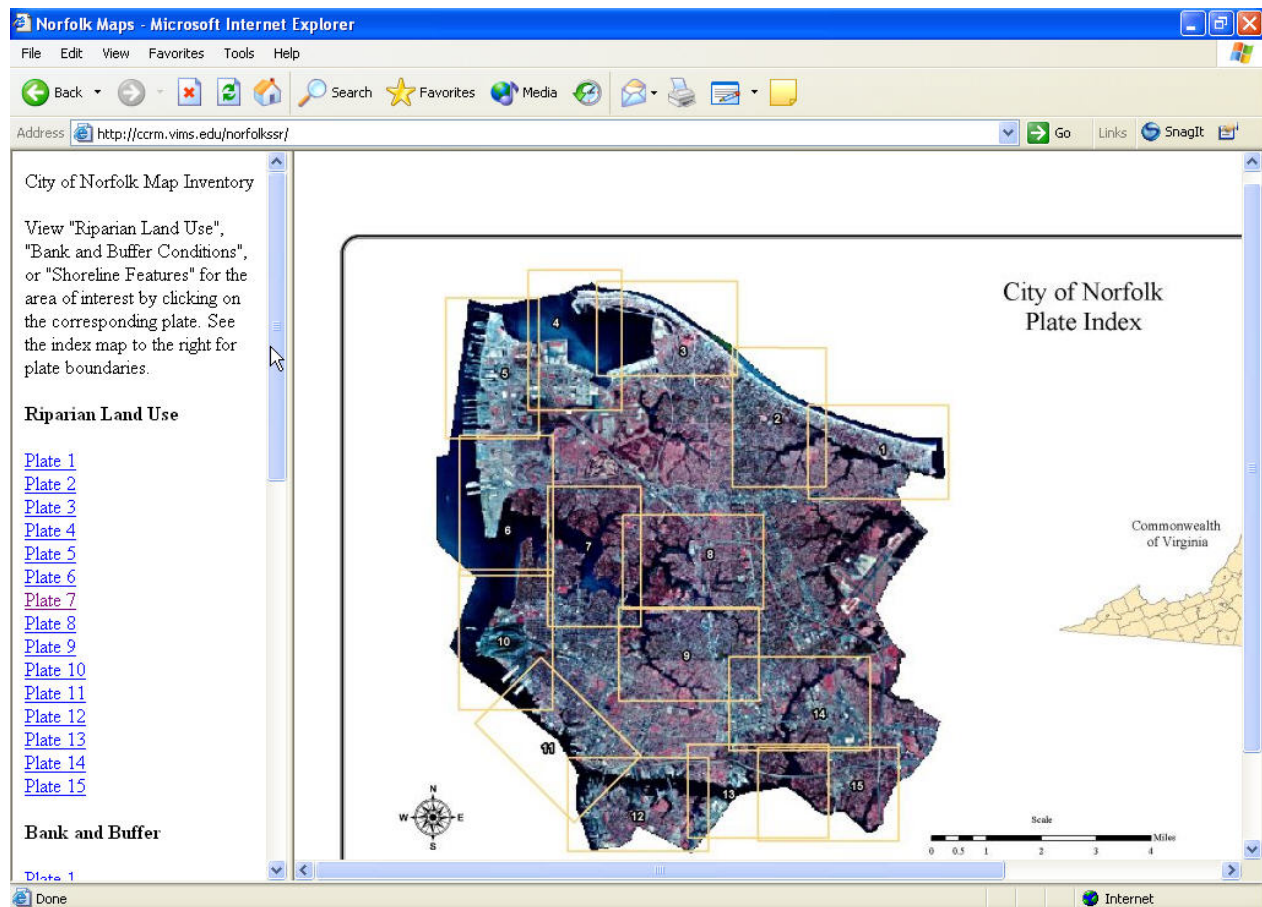 Norfolk Maps - Microsoft Internet Explorer
File Edit View Favorites Tools Help
Back Search Favorites Media
Address http://ccrm.vims.edu/norfolkssr/ Go Links SnagIt
City of Norfolk Map Inventory
View "Riparian Land Use",
"Bank and Buffer Conditions",
or "Shoreline Features" for the
area of interest by clicking on
the corresponding plate. See
the index map to the right for
plate boundaries.
Riparian Land Use
Plate 1
Plate 2
Plate 3
Plate 4
Plate 5
Plate 6
Plate 7
Plate 8
Plate 9
Plate 10
Plate 11
Plate 12
Plate 13
Plate 14
Plate 15
Bank and Buffer
Plate 1
City of Norfolk
Plate Index
4
3
5
2
1
6
7
8
10
9
14
11
13
15
12
Commonwealth
of Virginia
N
W E
S
Scale
Miles
0 0.5 1 2 3 4
Done Internet